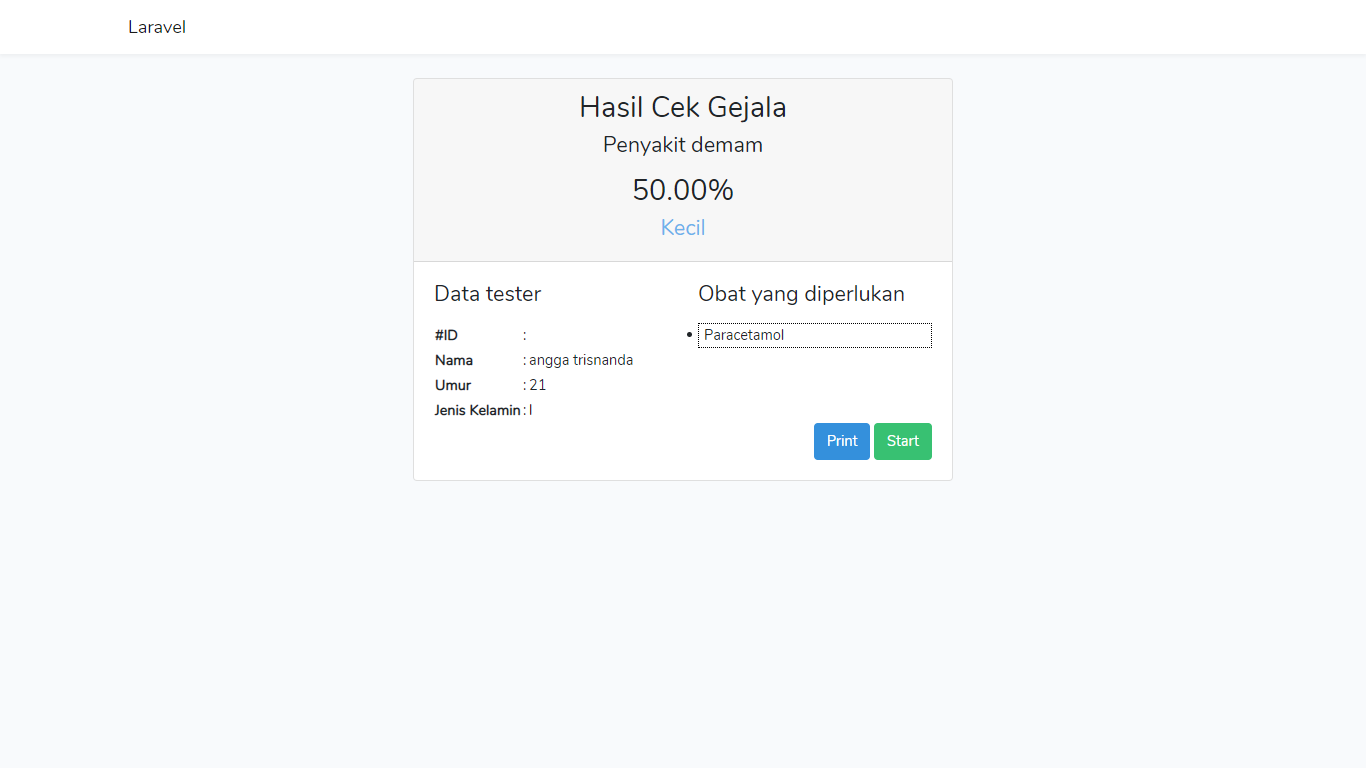 Laravel
Hasil Cek Gejala
Penyakit demam
50.00%
Kecil
Data tester
#ID :
Nama : angga trisnanda
Umur : 21
Jenis Kelamin : l
Obat yang diperlukan
• Paracetamol
Print Start